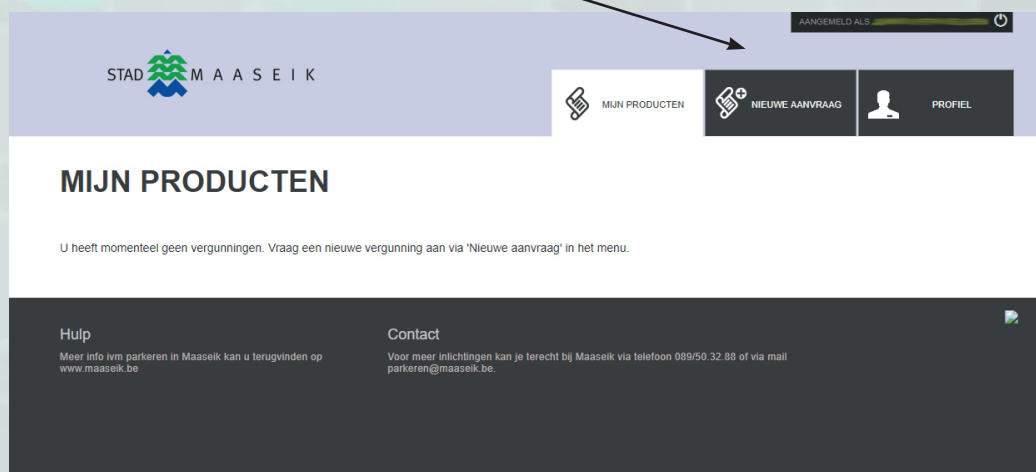 AANGEMELD ALS
STAD MAASEIK
MIJN PRODUCTEN
NIEUWE AANVRAAG
PROFIEL
MIJN PRODUCTEN
U heeft momenteel geen vergunningen. Vraag een nieuwe vergunning aan via 'Nieuwe aanvraag' in het menu.
Hulp
Meer info ivm parkeren in Maaseik kan u terugvinden op
www.maaseik.be
Contact
Voor meer inlichtingen kan je terecht bij Maaseik via telefoon 089/50.32.88 of via mail
parkeren@maaseik.be.